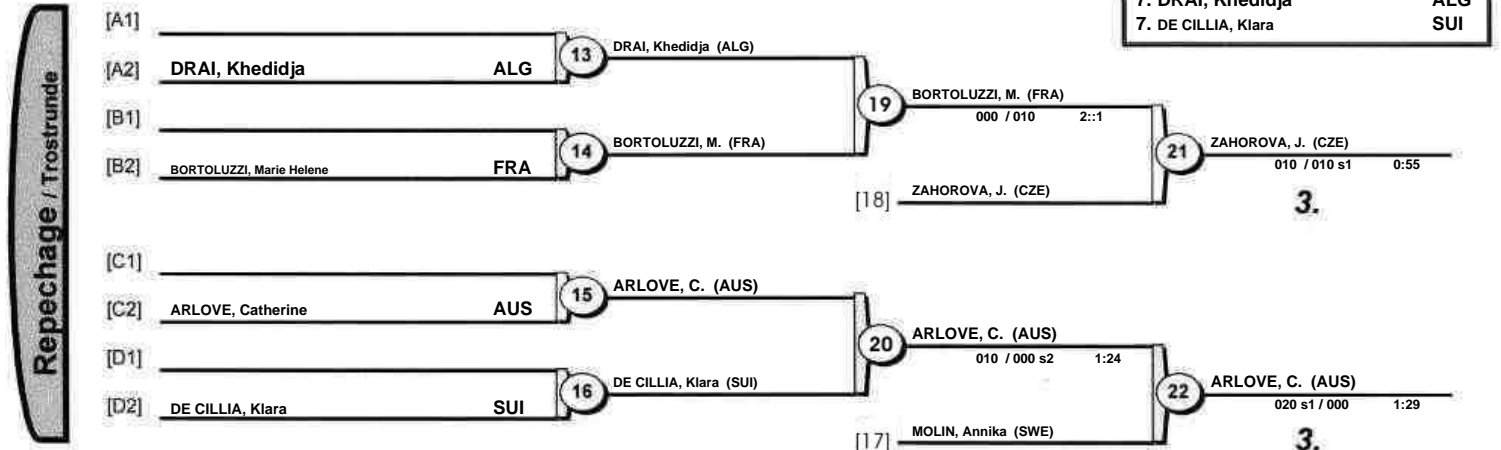 7. DRAI, Khedidja ALG
7. DE CILLIA, Klara SUI
Repechage / Trostrunde
[A1]
[A2] DRAI, Khedidja ALG
13
DRAI, Khedidja (ALG)
[B1]
[B2] BORTOLUZZI, Marie Helene FRA
14
BORTOLUZZI, M. (FRA)
19
BORTOLUZZI, M. (FRA)
000 / 010 2::1
[18] ZAHOROVA, J. (CZE)
21
ZAHOROVA, J. (CZE)
010 / 010 s1 0:55
3.
[C1]
[C2] ARLOVE, Catherine AUS
15
ARLOVE, C. (AUS)
[D1]
[D2] DE CILLIA, Klara SUI
16
DE CILLIA, Klara (SUI)
20
ARLOVE, C. (AUS)
010 / 000 s2 1:24
[17] MOLIN, Annika (SWE)
22
ARLOVE, C. (AUS)
020 s1 / 000 1:29
3.